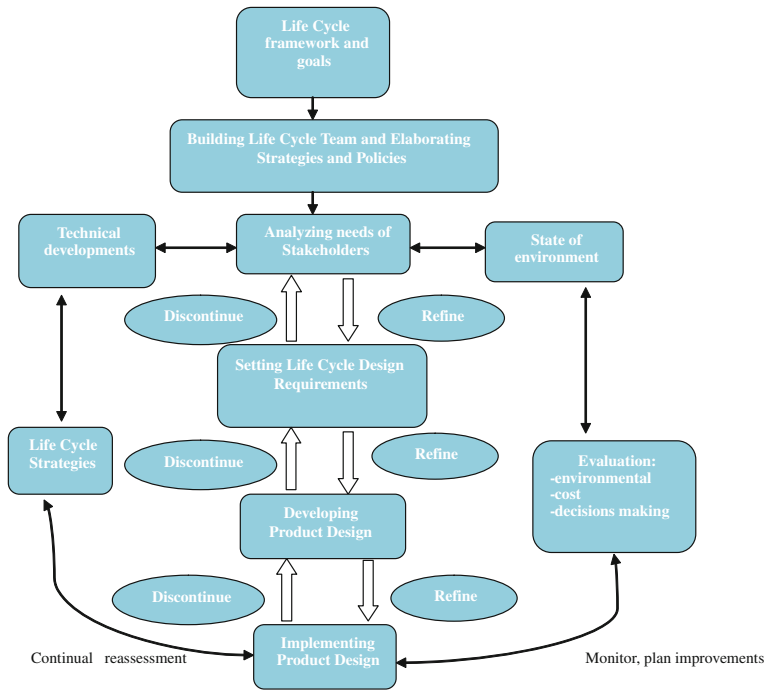 Life Cycle
framework and
goals
Building Life Cycle Team and Elaborating
Strategies and Policies
Technical
developments
Analyzing needs of
Stakeholders
State of
environment
Discontinue
Refine
Setting Life Cycle Design
Requirements
Life Cycle
Strategies
Discontinue
Refine
Evaluation:
-environmental
-cost
-decisions making
Developing
Product Design
Discontinue
Refine
Implementing
Product Design
Continual reassessment
Monitor, plan improvements